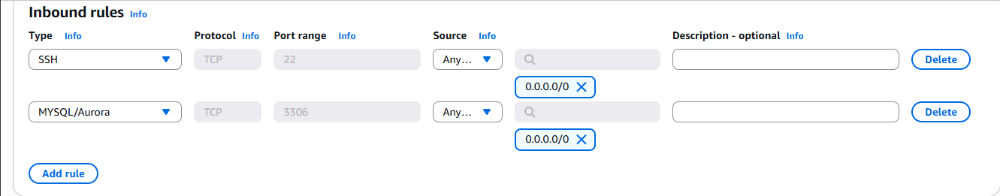 Inbound rules Info
Type Info Protocol Info Port range Info Source Info Description - optional Info
SSH TCP 22 Any... Delete
0.0.0.0/0
MYSQL/Aurora TCP 3306 Any... Delete
0.0.0.0/0
Add rule